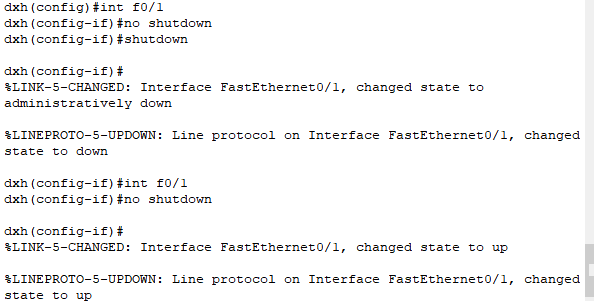 dxh(config)#int f0/1
dxh(config-if)#no shutdown
dxh(config-if)#shutdown
dxh(config-if)#
%LINK-5-CHANGED: Interface FastEthernet0/1, changed state to
administratively down
%LINEPROTO-5-UPDOWN: Line protocol on Interface FastEthernet0/1, changed
state to down
dxh(config-if)#int f0/1
dxh(config-if)#no shutdown
dxh(config-if)#
%LINK-5-CHANGED: Interface FastEthernet0/1, changed state to up
%LINEPROTO-5-UPDOWN: Line protocol on Interface FastEthernet0/1, changed
state to up